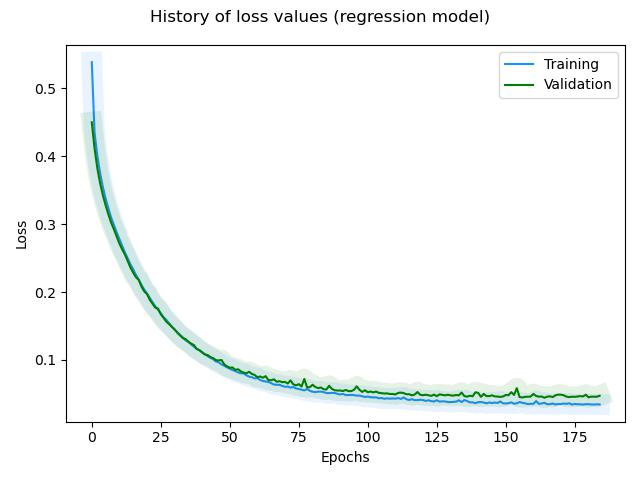 History of loss values (regression model)
Training
Validation
0.5
0.4
0.3
0.2
0.1
Loss
0 25 50 75 100 125 150 175
Epochs